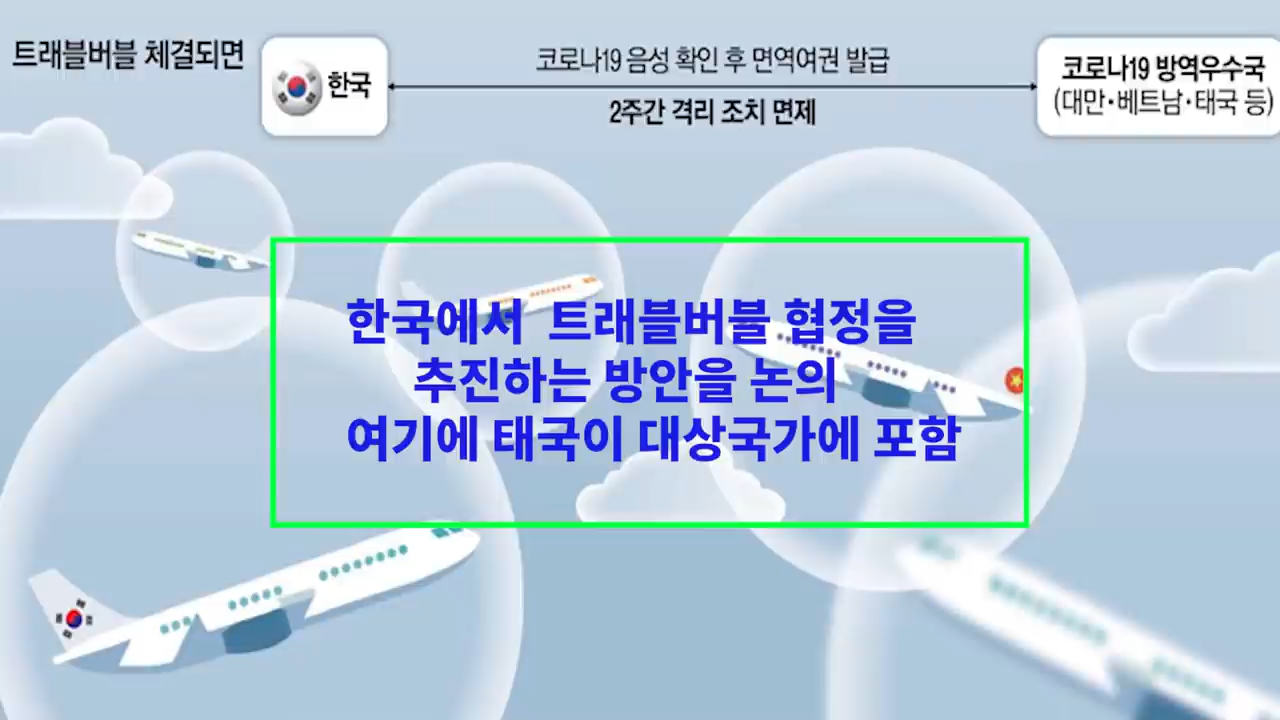 트래블버블 체결되면
한국
코로나19 음성 확인 후 면역여권 발급
2주간 격리 조치 면제
코로나19 방역우수국
(대만·베트남·태국 등)
한국에서 트래블버블 협정을
추진하는 방안을 논의
여기에 태국이 대상국가에 포함